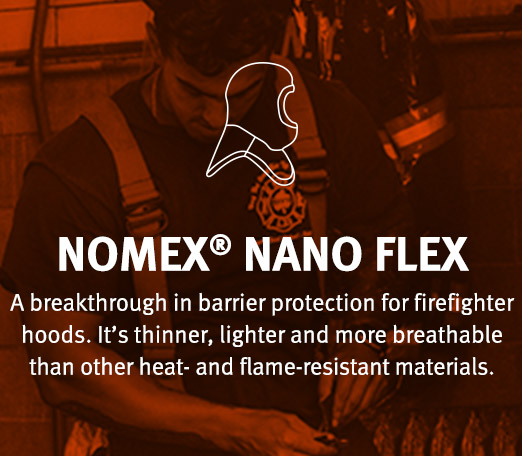 NOMEX® NANO FLEX
A breakthrough in barrier protection for firefighter
hoods. It’s thinner, lighter and more breathable
than other heat- and flame-resistant materials.